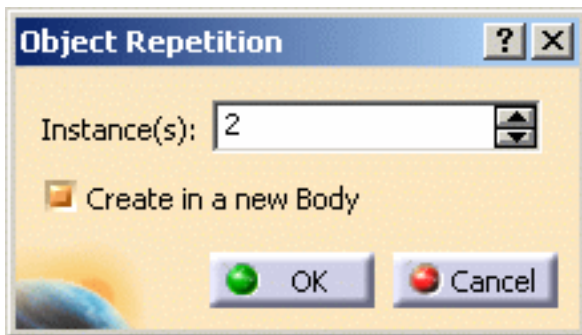 Object Repetition ? X
Instance(s): 2
Create in a new Body
OK Cancel